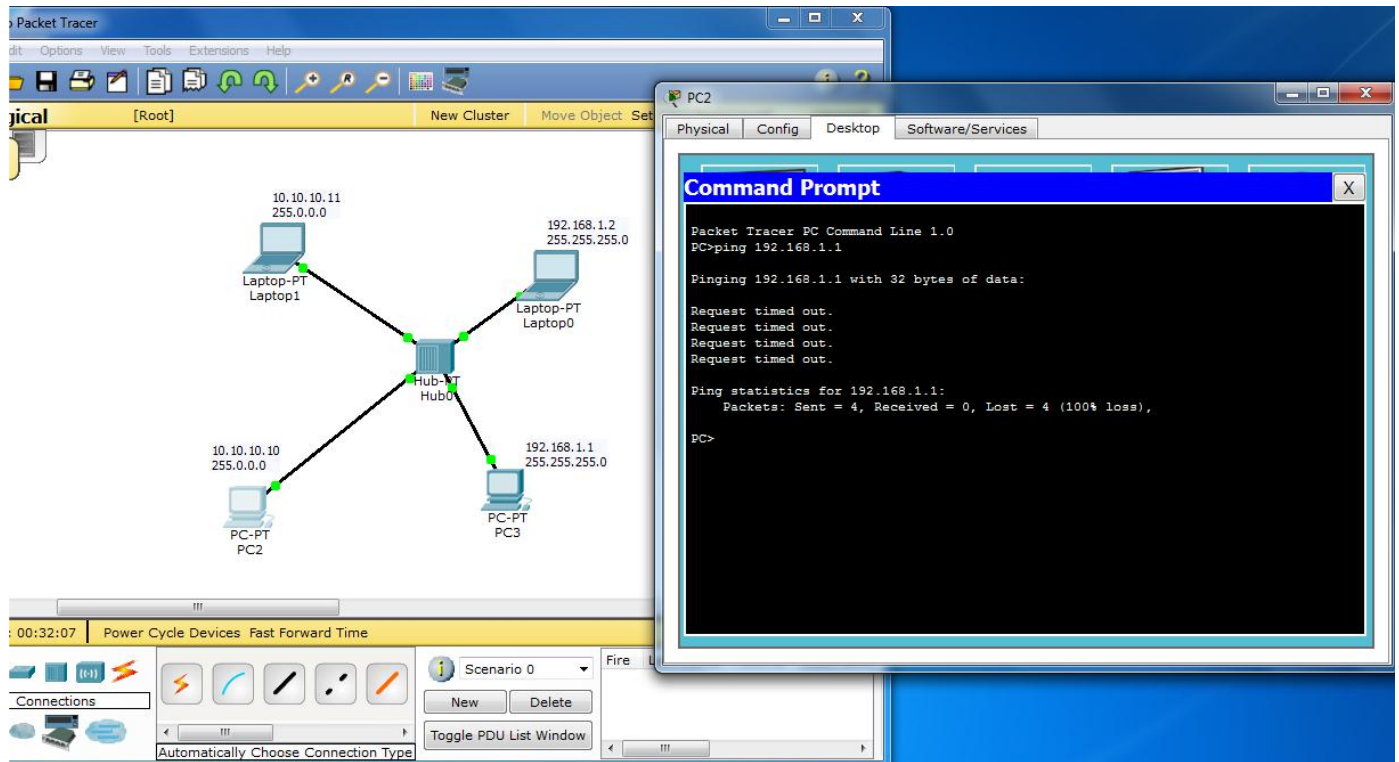 Packet Tracer
dit Options View Tools Extensions Help
gical [Root] New Cluster Move Object Set
10.10.10.11
255.0.0.0
Laptop-PT
Laptop1
192.168.1.2
255.255.255.0
Laptop-PT
Laptop0
Hub-PT
Hub0
10.10.10.10
255.0.0.0
PC-PT
PC2
192.168.1.1
255.255.255.0
PC-PT
PC3
: 00:32:07 Power Cycle Devices Fast Forward Time
Connections
Automatically Choose Connection Type
Scenario 0
New Delete
Toggle PDU List Window
Fire L
PC2
Physical Config Desktop Software/Services
Command Prompt X
Packet Tracer PC Command Line 1.0
PC>ping 192.168.1.1
Pinging 192.168.1.1 with 32 bytes of data:
Request timed out.
Request timed out.
Request timed out.
Request timed out.
Ping statistics for 192.168.1.1:
Packets: Sent = 4, Received = 0, Lost = 4 (100% loss),
PC>